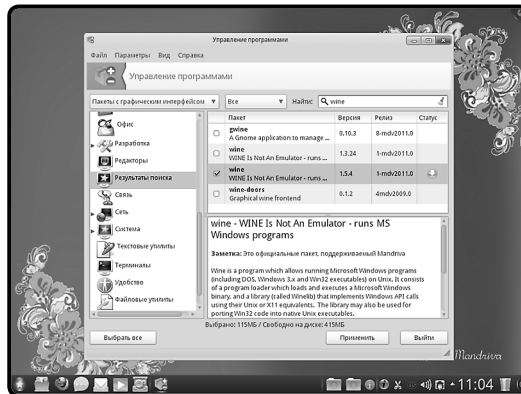 Управление программами
Файл Параметры Вид Справка
Управление программами
Пакеты с графическим интерфейсом Все Найти: wine
Пакет Версия Релиз Статус
gwine
A Gnome application to manage ... 0.10.3 8-mdv2011.0
wine
WINE Is Not An Emulator - runs ... 1.3.24 1-mdv2011.0
wine
WINE Is Not An Emulator - runs ... 1.5.4 1-mdv2011.0
wine-doors
Graphical wine frontend 0.1.2 4mdv2009.0
Офис
Разработка
Редакторы
Результаты поиска
Связь
Сеть
Система
Текстовые утилиты
Терминалы
Удобство
Файловые утилиты
wine - WINE Is Not An Emulator - runs MS
Windows programs
Заметка: Это официальные пакет, поддерживаемый Mandriva
Wine is a program which allows running Microsoft Windows programs
(including DOS, Windows 3.x and Win32 executables) on Unix. It consists
of a program loader which loads and executes a Microsoft Windows
binary, and a library (called Winelib) that implements Windows API calls
using their Unix or X11 equivalents. The library may also be used for
porting Win32 code into native Unix executables.
Выбрано: 115МБ / Свободно на диске: 415МБ
Выбрать все Применить Выйти
Mandriva
11:04